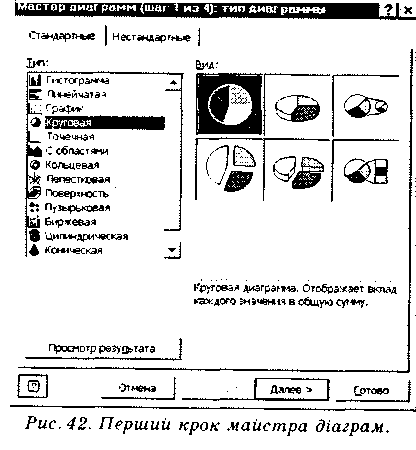 Мастер диаграмм (шаг 1 из 4): тип диаграммы
Стандартные
Нестандартные
Тип:
Гистограмма
Линейчатая
График
Круговая
Точечная
С областями
Кольцевая
Лепестковая
Поверхность
Пузырьковая
Биржевая
Цилиндрическая
Коническая
Вид:
Круговая диаграмма. Отображает вклад
каждого значения в общую сумму.
Просмотр результата
Отмена
Далее >
Готово
Рис. 42. Перший крок майстра діаграм.